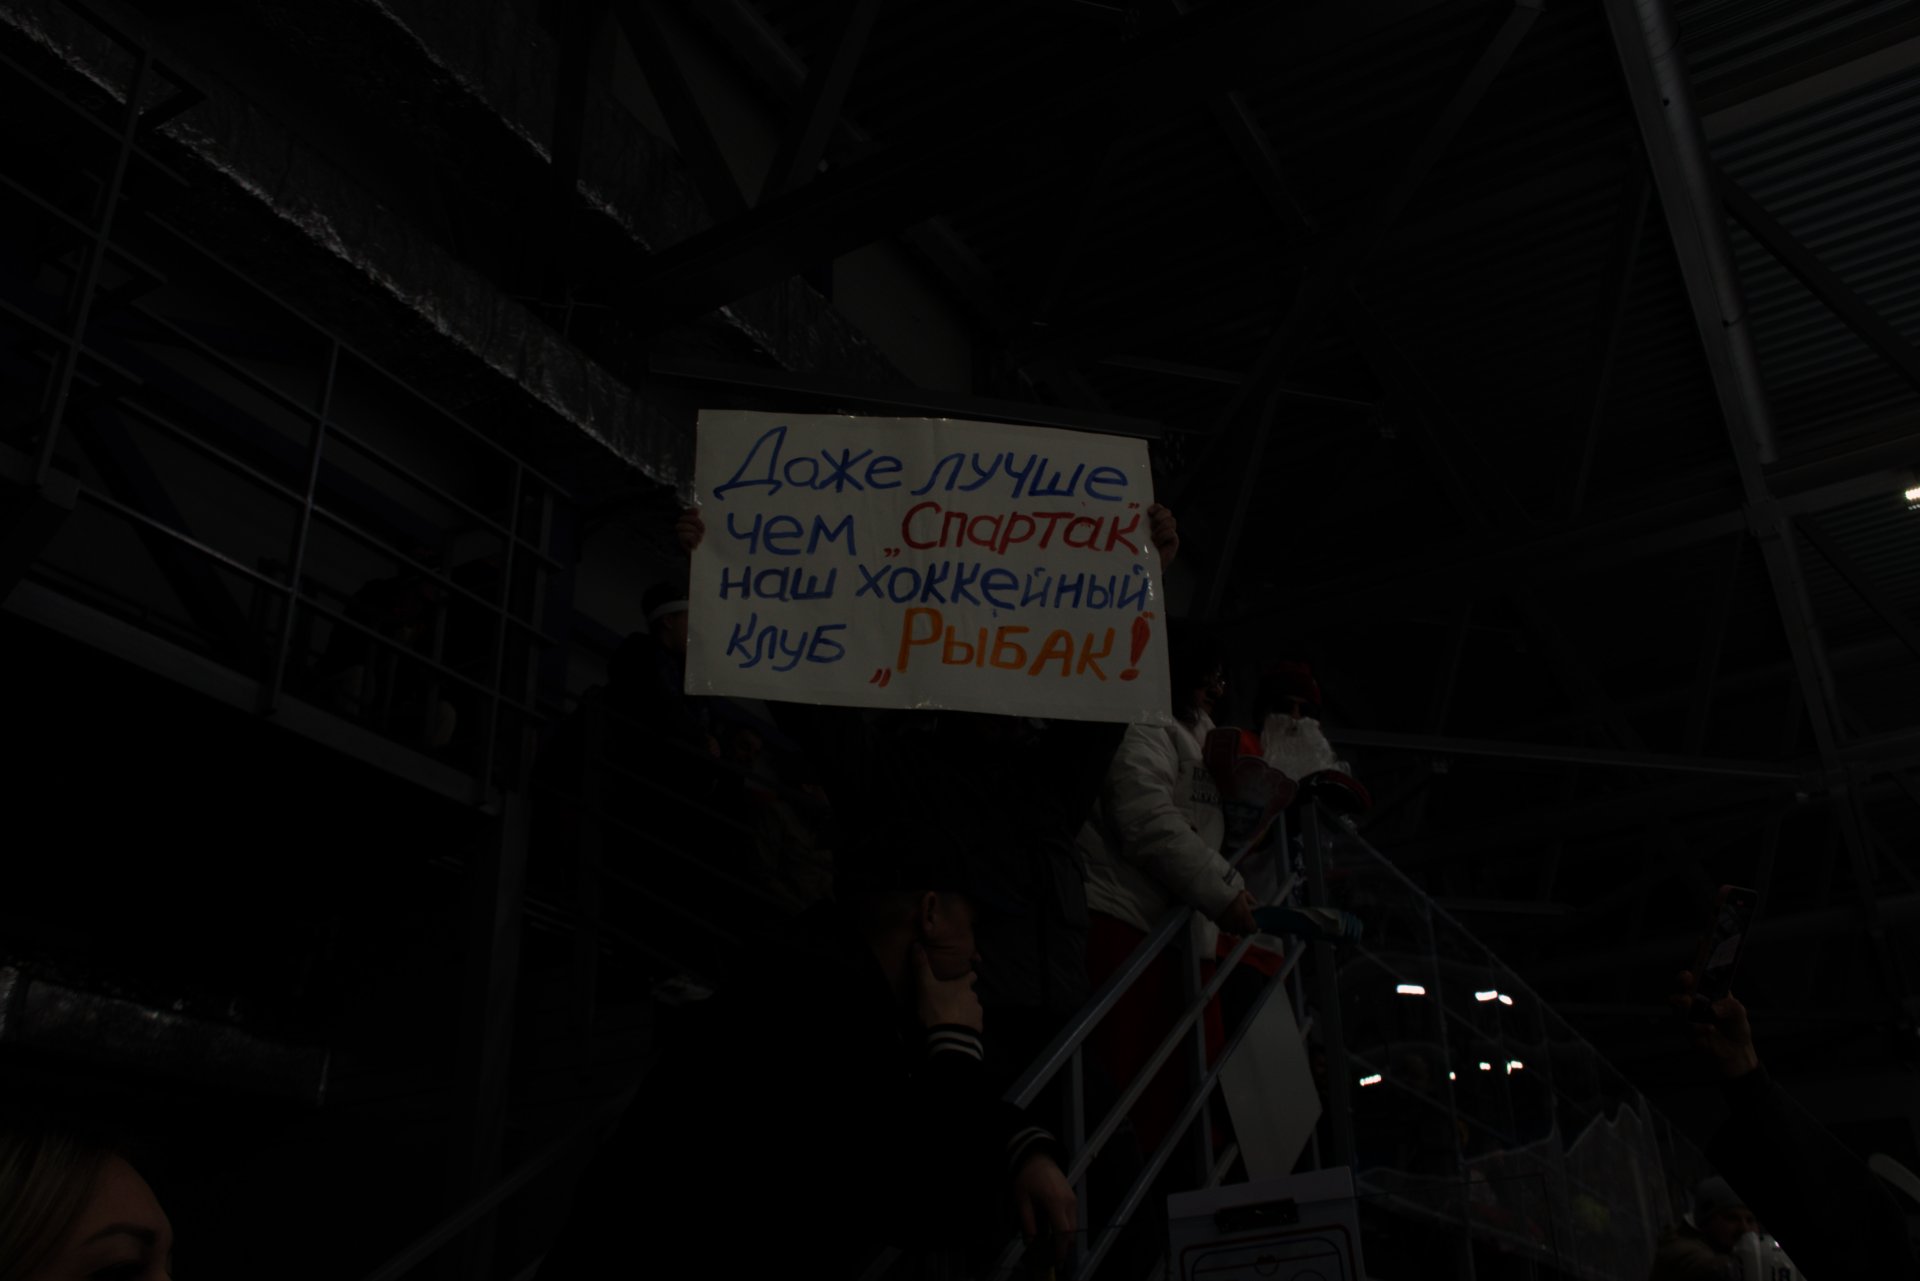 Даже лучше
чем „Спартак"
наш хоккейный
клуб „РЫБАК!"